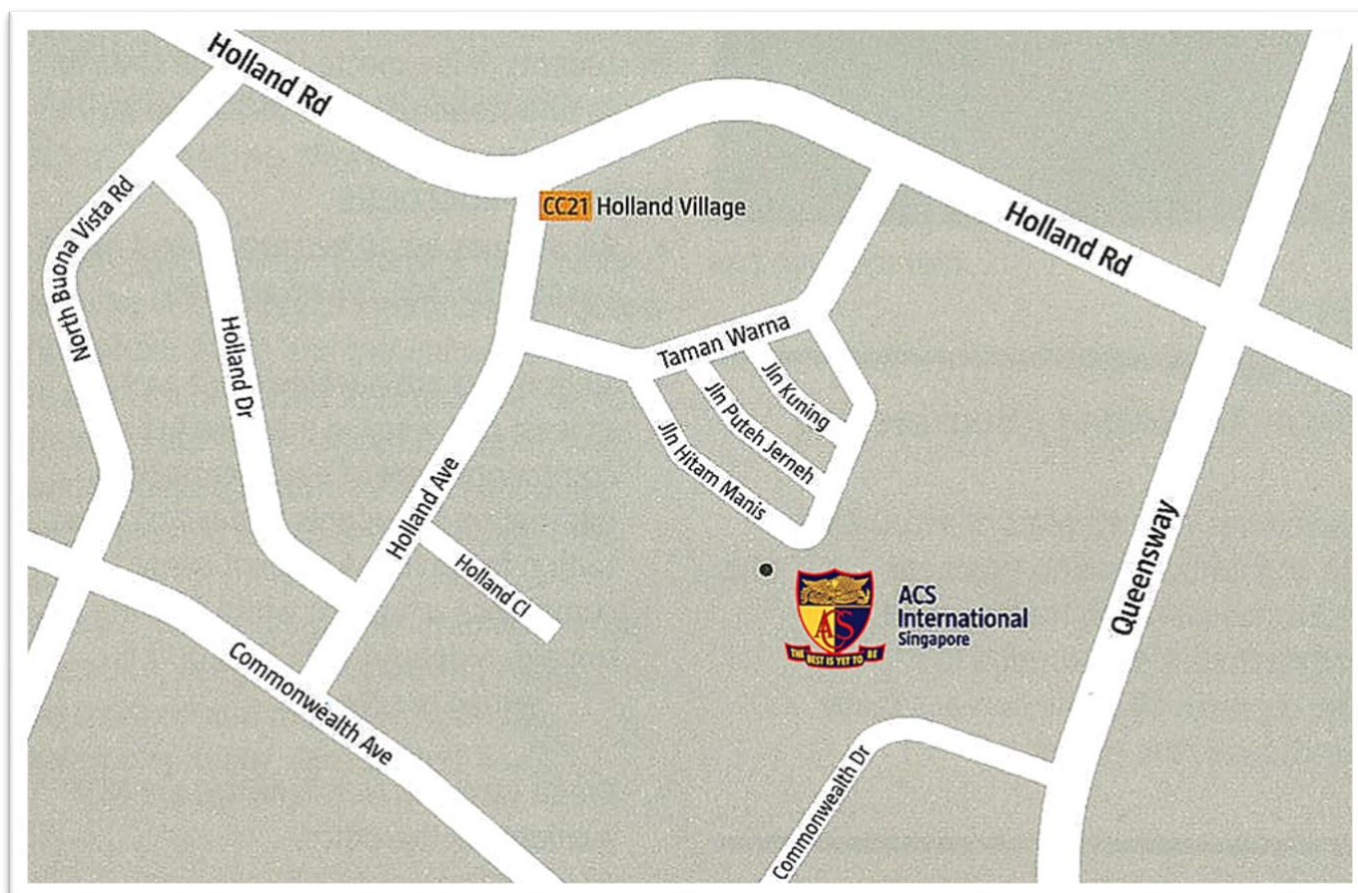 Holland Rd
CC21 Holland Village
North Buona Vista Rd
Holland Rd
Holland Dr
Taman Warna
Jln Kuning
Jln Puteh Jerneh
Jln Hitam Manis
Holland Ave
Holland Cl
Queensway
ACS
International
Singapore
ACS
THE BEST IS YET TO BE
Commonwealth Ave
Commonwealth Dr